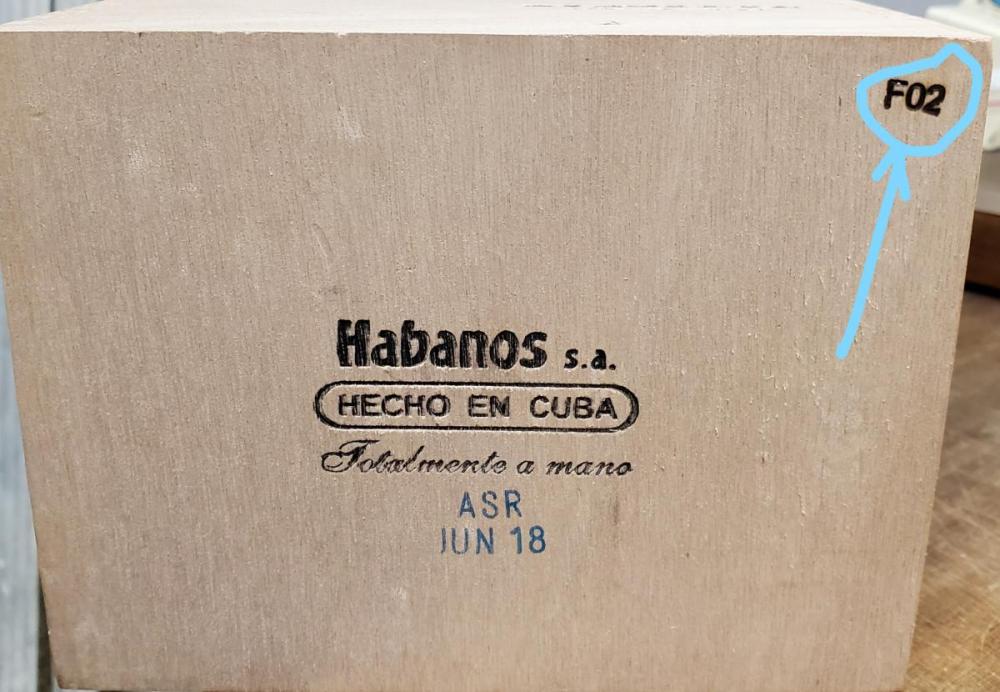 F02
Habanos s.a.
HECHO EN CUBA
Totalmente a mano
ASR
JUN 18